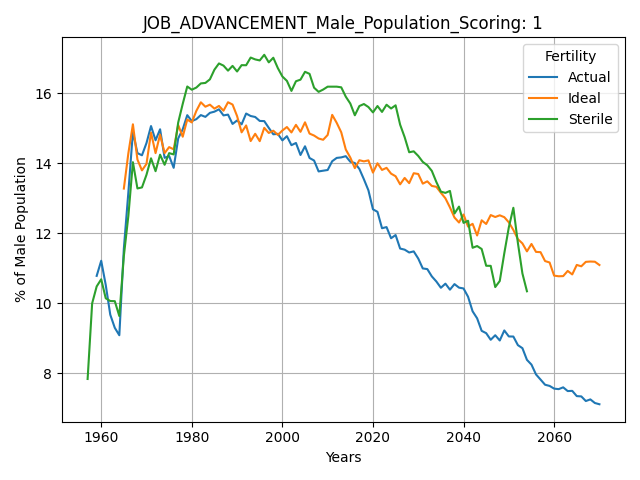 JOB_ADVANCEMENT_Male_Population_Scoring: 1
Fertility
Actual
Ideal
Sterile
% of Male Population
16
14
12
10
8
1960 1980 2000 2020 2040 2060
Years